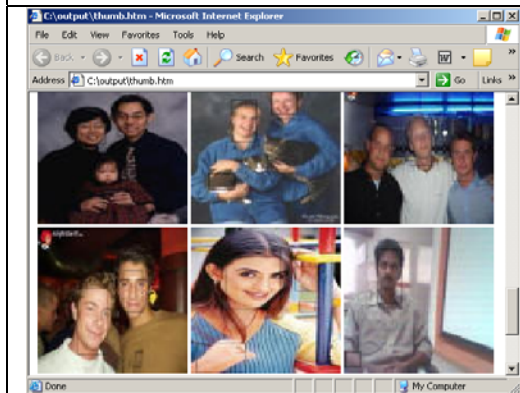 C:\output\thumb.htm - Microsoft Internet Explorer
File Edit View Favorites Tools Help
Back Search Favorites
Address C:\output\thumb.htm Go Links
Done My Computer